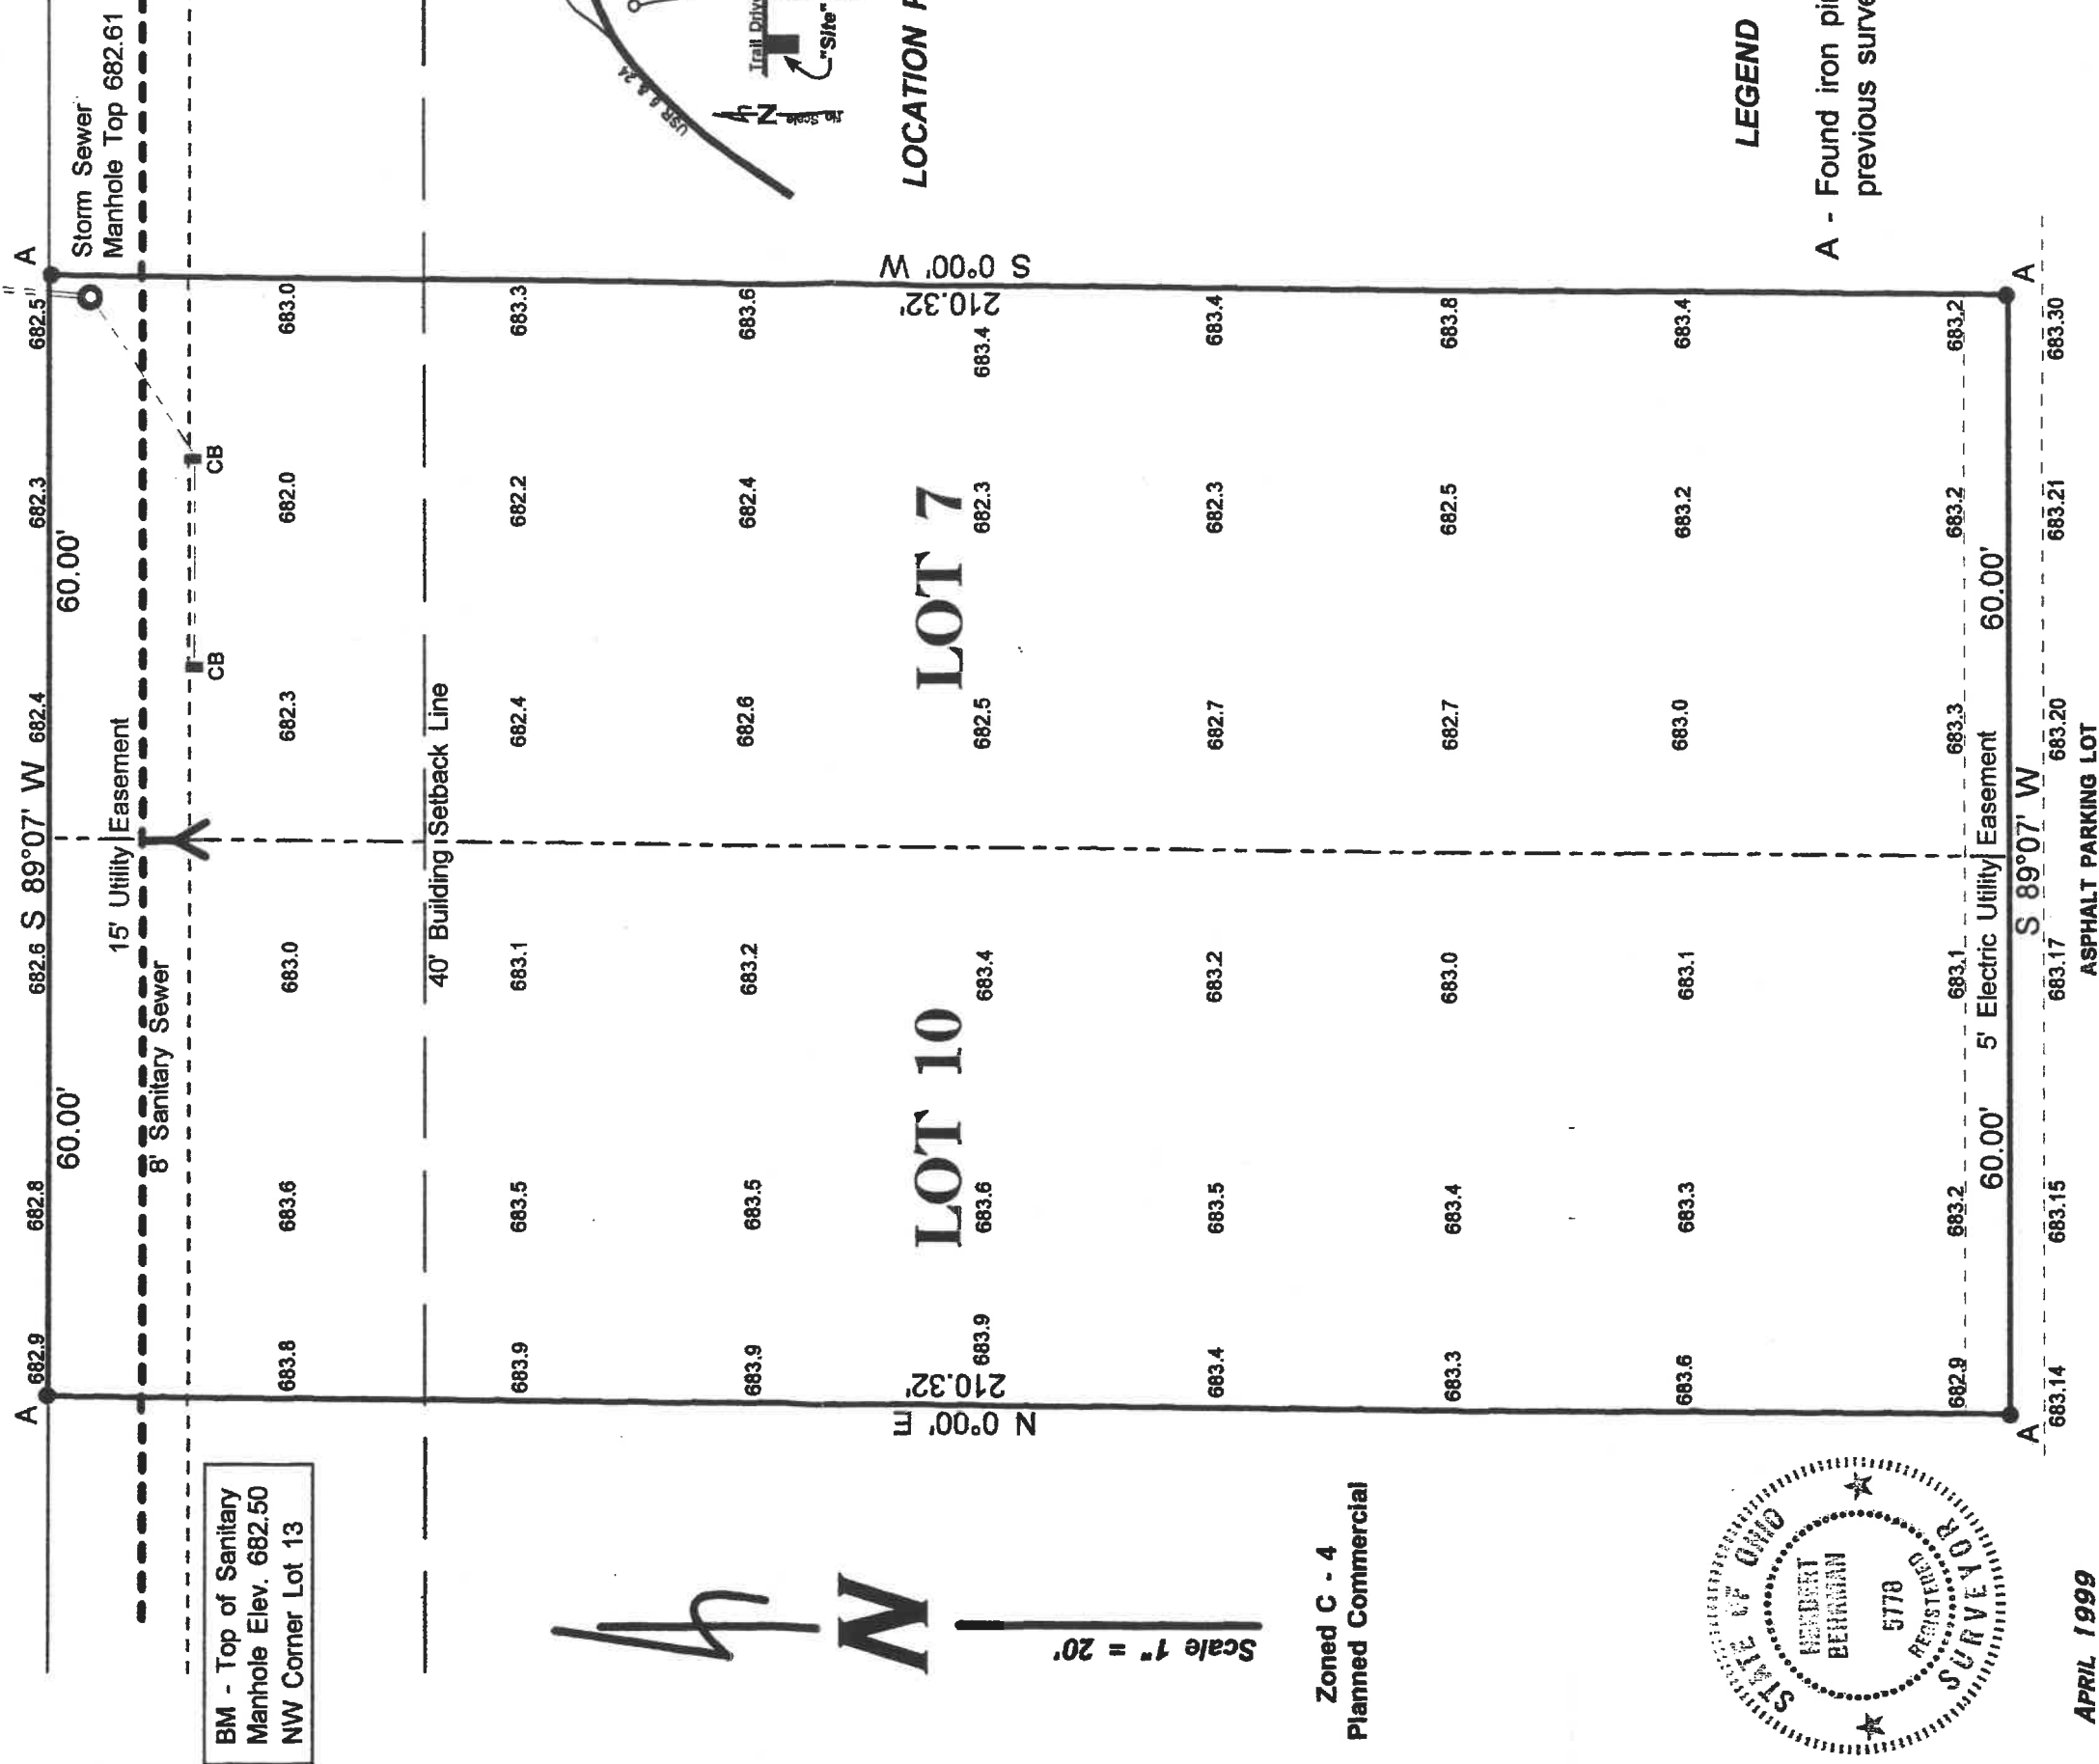 A 682.9 682.8 682.6 S 89°07' W 682.4 682.3 682.5 A
60.00' 60.00'
Storm Sewer
Manhole Top 682.61
15' Utility Easement
8' Sanitary Sewer
CB CB
BM - Top of Sanitary
Manhole Elev. 682.50
NW Corner Lot 13
683.8 683.6 683.0 682.3 682.0 683.0
40' Building Setback Line
683.9 683.5 683.1 682.4 682.2 683.3
683.9 683.5 683.2 682.6 682.4 683.6
USR 6 & 24
Trail Drive
"Site"
N
No Scale
LOCATION
N
LOT 10 LOT 7
683.9 683.6 683.4 682.5 682.3 683.4
N 0°00' E
210.32'
210.32'
S 0°00' W
Scale 1" = 20'
683.4 683.5 683.2 682.7 682.3 683.4
Zoned C - 4
Planned Commercial
683.3 683.4 683.0 682.7 682.5 683.8
683.6 683.3 683.1 683.0 683.2 683.4
LEGEND
A - Found iron
previous
682.9 683.2 683.1 683.3 683.2 683.2
5' Electric Utility Easement
60.00' 60.00'
A S 89°07' W A
683.14 683.15 683.17 683.20 683.21 683.30
ASPHALT PARKING LOT
STATE OF OHIO
5778
REGISTERED
SURVEYOR
APRIL 1999